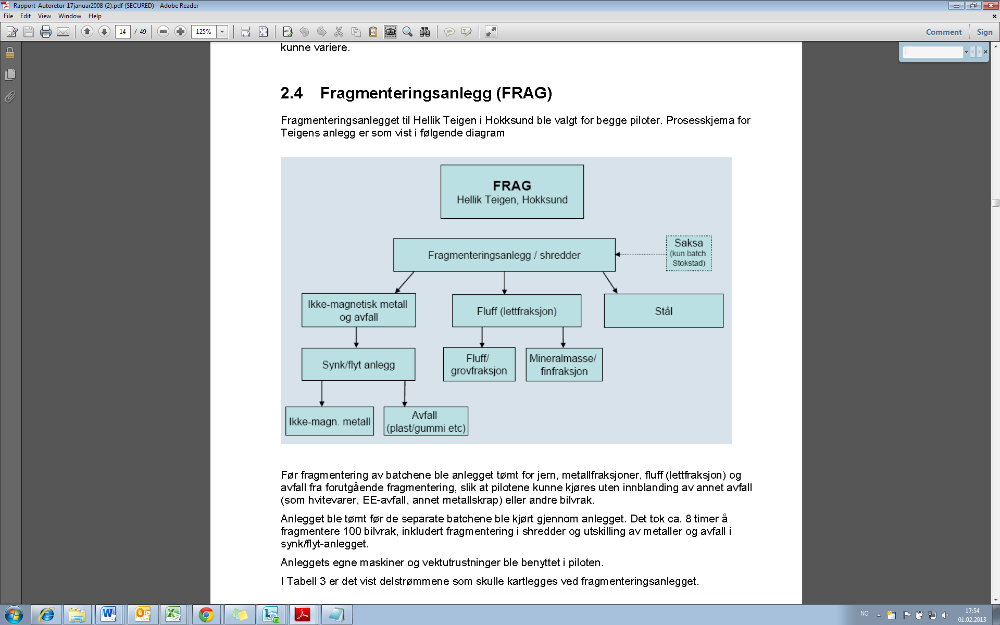 Rapport-Autoretur-17januar2008 (2).pdf (SECURED) - Adobe Reader
File Edit View Window Help
14 / 49 125% Comment Sign
kunne variere.
2.4 Fragmenteringsanlegg (FRAG)
Fragmenteringsanlegget til Hellik Teigen i Hokksund ble valgt for begge piloter. Prosesskjema for
Teigens anlegg er som vist i følgende diagram
FRAG
Hellik Teigen, Hokksund
Fragmenteringsanlegg / shredder
Saksa
(kun batch
Stokstad)
Ikke-magnetisk metall
og avfall
Fluff (lettfraksjon)
Stål
Synk/flyt anlegg
Fluff/
grovfraksjon
Mineralmasse/
finfraksjon
Ikke-magn. metall
Avfall
(plast/gummi etc)
Før fragmentering av batchene ble anlegget tømt for jern, metallfraksjoner, fluff (lettfraksjon) og
avfall fra forutgående fragmentering, slik at pilotene kunne kjøres uten innblanding av annet avfall
(som hvitevarer, EE-avfall, annet metallskrap) eller andre bilvrak.
Anlegget ble tømt før de separate batchene ble kjørt gjennom anlegget. Det tok ca. 8 timer å
fragmentere 100 bilvrak, inkludert fragmentering i shredder og utskilling av metaller og avfall i
synk/flyt-anlegget.
Anleggets egne maskiner og vektutrustninger ble benyttet i piloten.
I Tabell 3 er det vist delstrømmene som skulle kartlegges ved fragmenteringsanlegget.
NO
17:54
01.02.2013